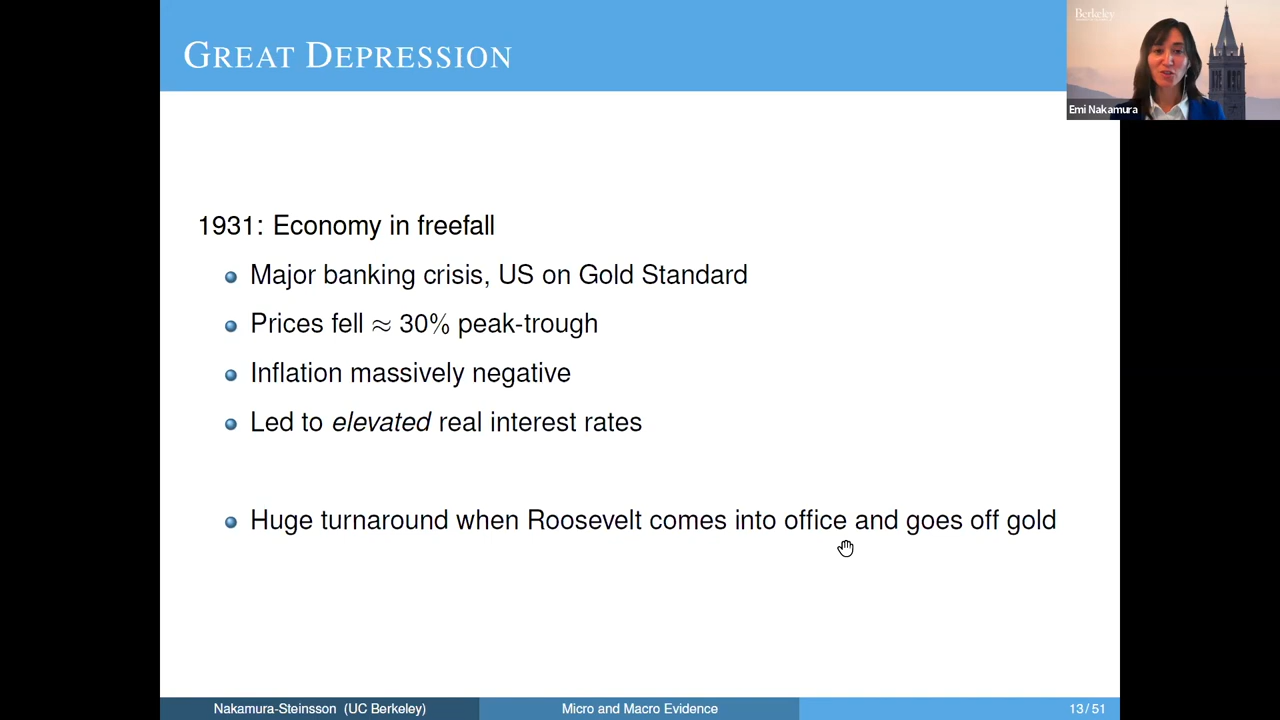 GREAT DEPRESSION
Berkeley
Emi Nakamura
1931: Economy in freefall
Major banking crisis, US on Gold Standard
Prices fell ≈ 30% peak-trough
Inflation massively negative
Led to elevated real interest rates
Huge turnaround when Roosevelt comes into office and goes off gold
Nakamura-Steinsson (UC Berkeley)
Micro and Macro Evidence
13 / 51